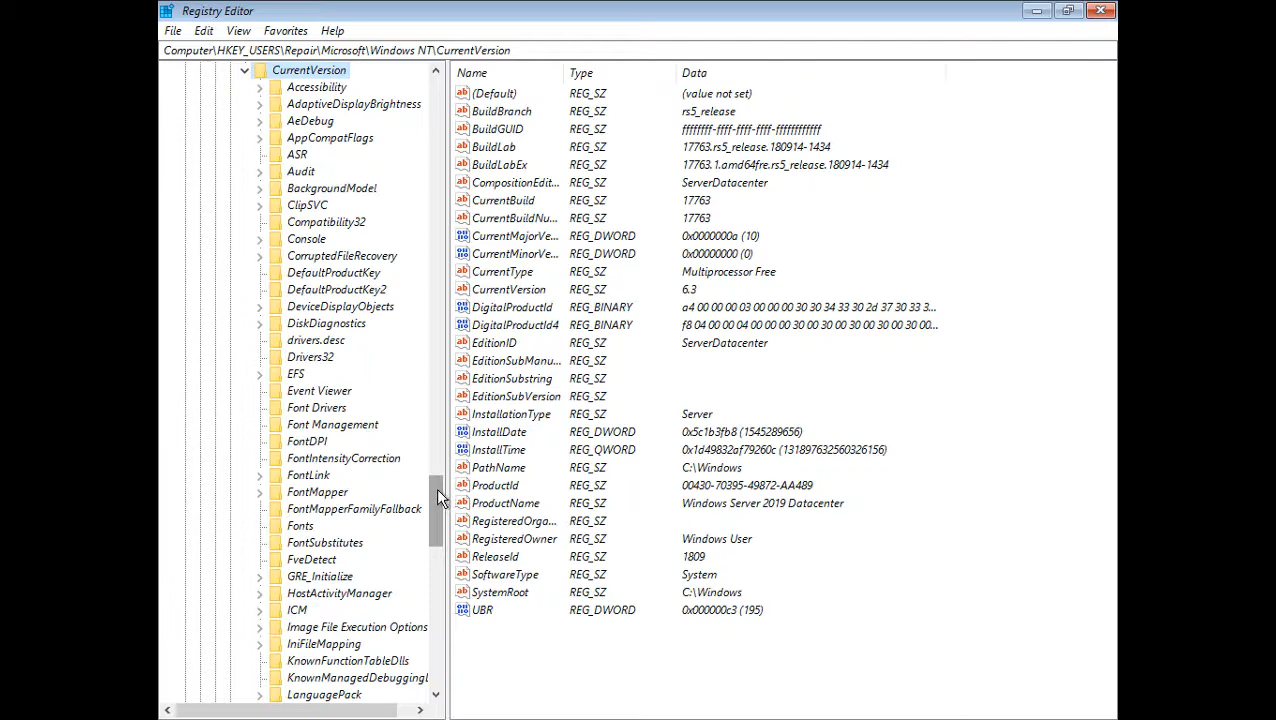 Registry Editor
File Edit View Favorites Help
Computer\HKEY_USERS\Repair\Microsoft\Windows NT\CurrentVersion
CurrentVersion
Accessibility
AdaptiveDisplayBrightness
AeDebug
AppCompatFlags
ASR
Audit
BackgroundModel
ClipSVC
Compatibility32
Console
CorruptedFileRecovery
DefaultProductKey
DefaultProductKey2
DeviceDisplayObjects
DiskDiagnostics
drivers.desc
Drivers32
EFS
Event Viewer
Font Drivers
Font Management
FontDPI
FontIntensityCorrection
FontLink
FontMapper
FontMapperFamilyFallback
Fonts
FontSubstitutes
FveDetect
GRE_Initialize
HostActivityManager
ICM
Image File Execution Options
IniFileMapping
KnownFunctionTableDlls
KnownManagedDebuggingl
LanguagePack
Name Type Data
(Default) REG_SZ (value not set)
BuildBranch REG_SZ rs5_release
BuildGUID REG_SZ ffffffff-ffff-ffff-ffff-ffffffffffff
BuildLab REG_SZ 17763.rs5_release.180914-1434
BuildLabEx REG_SZ 17763.1.amd64fre.rs5_release.180914-1434
CompositionEdit... REG_SZ ServerDatacenter
CurrentBuild REG_SZ 17763
CurrentBuildNu... REG_SZ 17763
CurrentMajorVe... REG_DWORD 0x0000000a (10)
CurrentMinorVe... REG_DWORD 0x00000000 (0)
CurrentType REG_SZ Multiprocessor Free
CurrentVersion REG_SZ 6.3
DigitalProductId REG_BINARY a4 00 00 00 03 00 00 00 30 30 34 33 30 2d 37 30 33 3...
DigitalProductId4 REG_BINARY f8 04 00 00 04 00 00 00 30 00 30 00 30 00 30 00 30 00...
EditionID REG_SZ ServerDatacenter
EditionSubManu... REG_SZ
EditionSubstring REG_SZ
EditionSubVersion REG_SZ
InstallationType REG_SZ Server
InstallDate REG_DWORD 0x5c1b3fb8 (1545289656)
InstallTime REG_QWORD 0x1d49832af79260c (131897632560326156)
PathName REG_SZ C:\Windows
ProductId REG_SZ 00430-70395-49872-AA489
ProductName REG_SZ Windows Server 2019 Datacenter
RegisteredOrga... REG_SZ
RegisteredOwner REG_SZ Windows User
ReleaseId REG_SZ 1809
SoftwareType REG_SZ System
SystemRoot REG_SZ C:\Windows
UBR REG_DWORD 0x000000c3 (195)